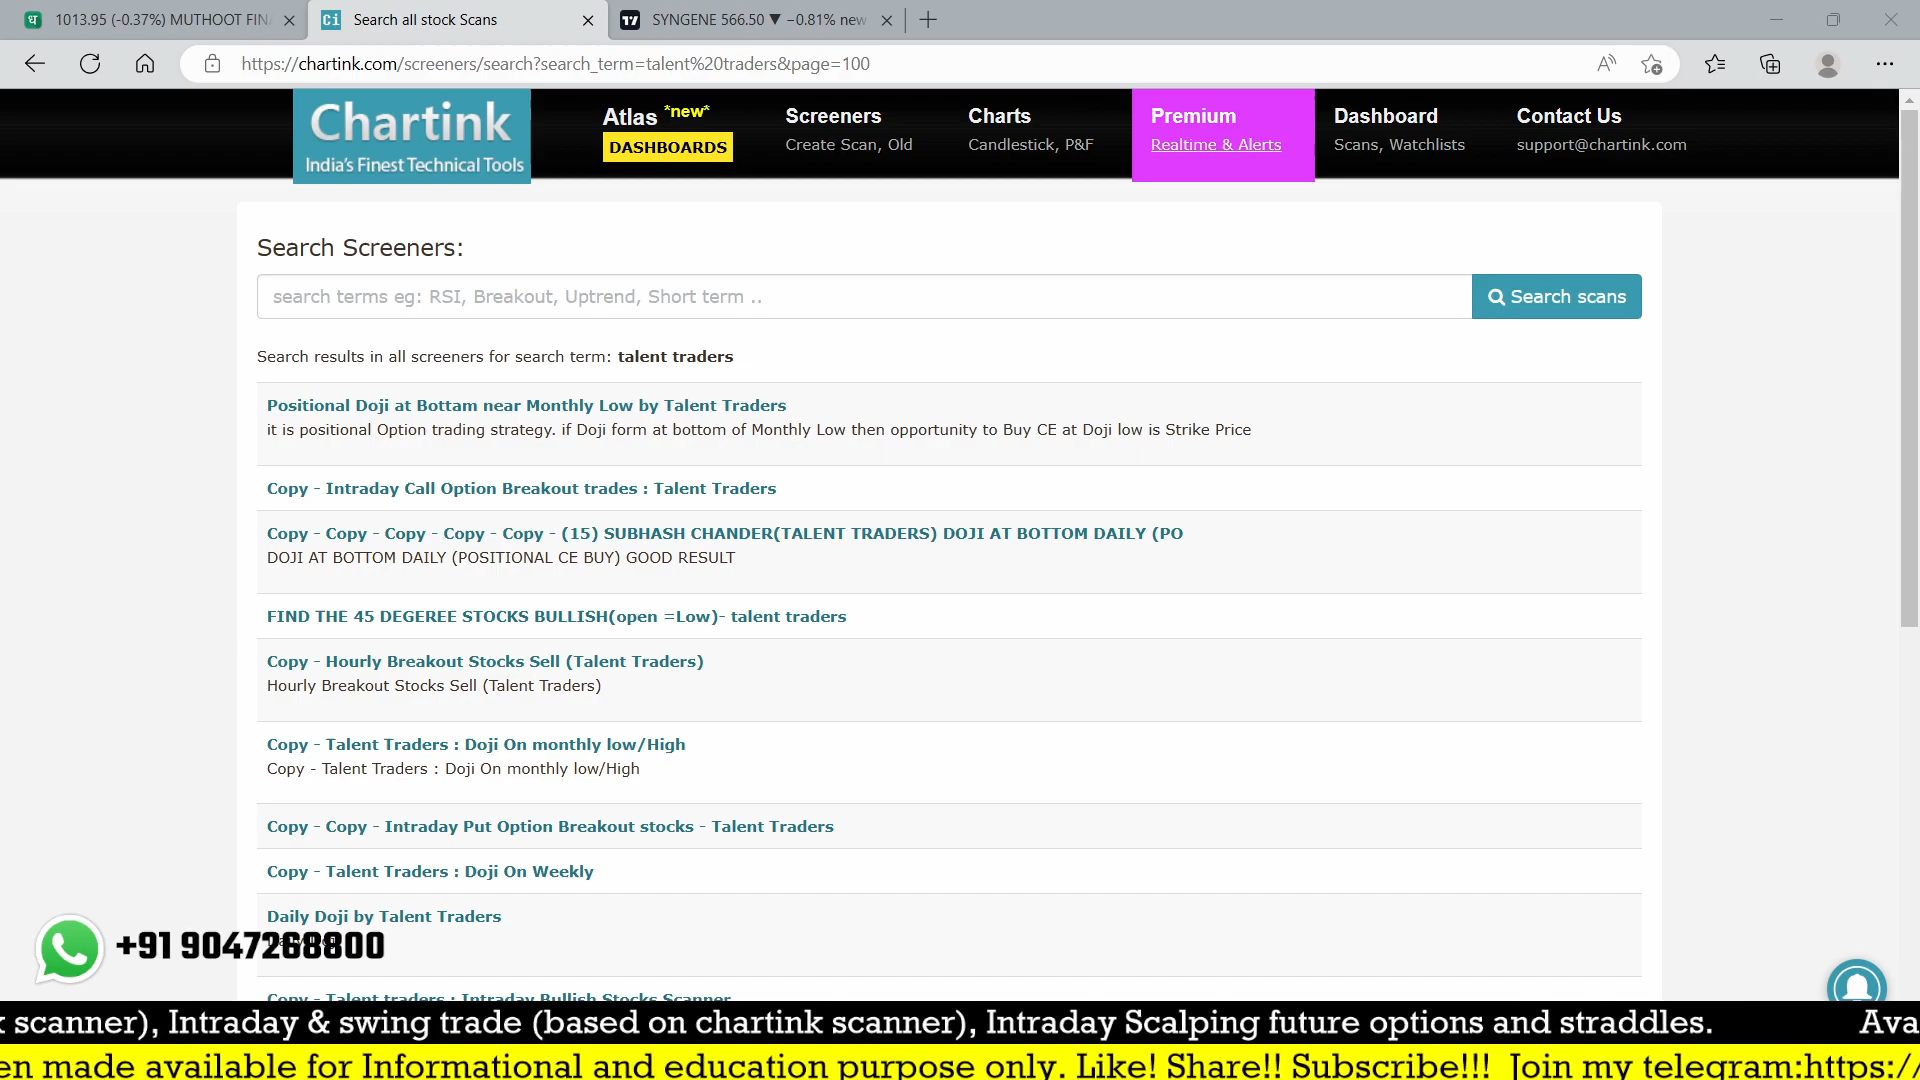 1013.95 (-0.37%) MUTHOOT FIN
Search all stock Scans
SYNGENE 566.50 ▼ −0.81% new
https://chartink.com/screeners/search?search_term=talent%20traders&page=100
Chartink
India's Finest Technical Tools
Atlas *new*
DASHBOARDS
Screeners
Create Scan, Old
Charts
Candlestick, P&F
Premium
Realtime & Alerts
Dashboard
Scans, Watchlists
Contact Us
support@chartink.com
Search Screeners:
search terms eg: RSI, Breakout, Uptrend, Short term ..
Search scans
Search results in all screeners for search term: talent traders
Positional Doji at Bottam near Monthly Low by Talent Traders
it is positional Option trading strategy. if Doji form at bottom of Monthly Low then opportunity to Buy CE at Doji low is Strike Price
Copy - Intraday Call Option Breakout trades : Talent Traders
Copy - Copy - Copy - Copy - Copy - (15) SUBHASH CHANDER(TALENT TRADERS) DOJI AT BOTTOM DAILY (PO
DOJI AT BOTTOM DAILY (POSITIONAL CE BUY) GOOD RESULT
FIND THE 45 DEGEREE STOCKS BULLISH(open =Low)- talent traders
Copy - Hourly Breakout Stocks Sell (Talent Traders)
Hourly Breakout Stocks Sell (Talent Traders)
Copy - Talent Traders : Doji On monthly low/High
Copy - Talent Traders : Doji On monthly low/High
Copy - Copy - Intraday Put Option Breakout stocks - Talent Traders
Copy - Talent Traders : Doji On Weekly
Daily Doji by Talent Traders
+91 9047268800
Copy - Talent traders : Intraday Bullish Stocks Scanner
scanner), Intraday & swing trade (based on chartink scanner), Intraday Scalping future options and straddles. Ava
en made available for Informational and education purpose only. Like! Share!! Subscribe!!! Join my telegram:https:/